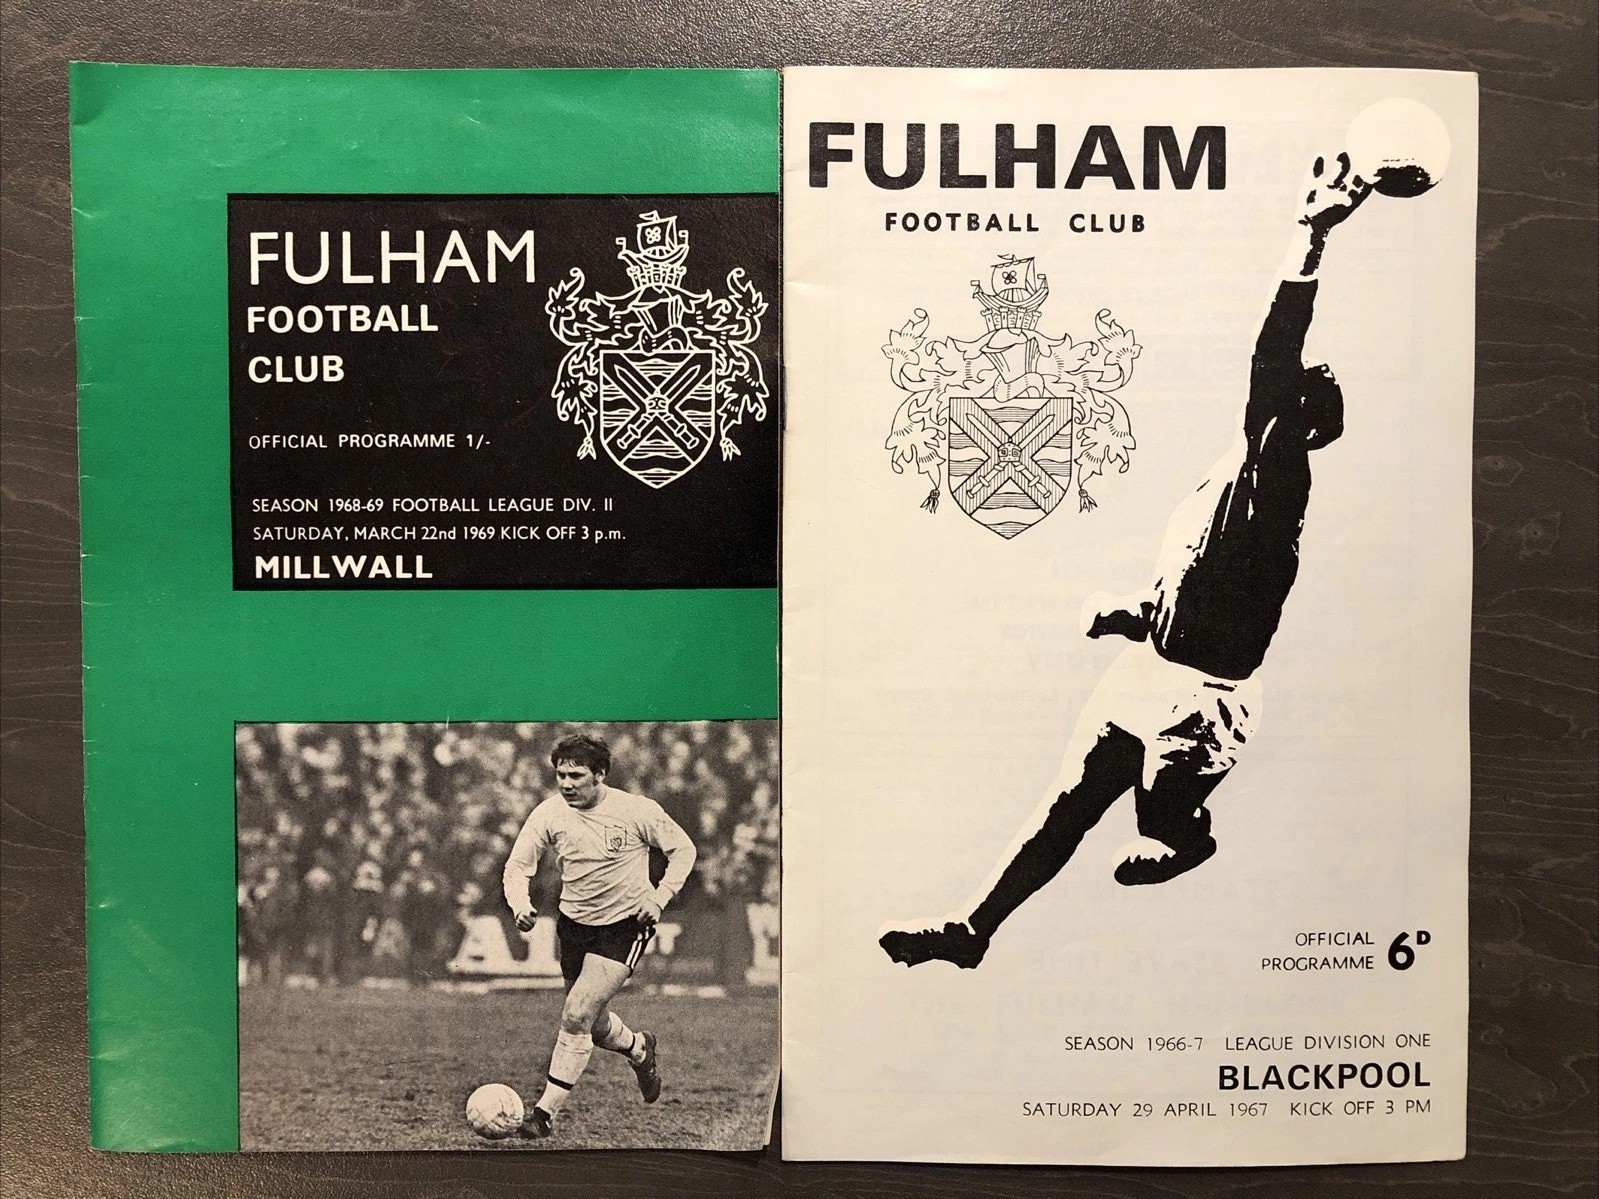 FULHAM
FOOTBALL
CLUB
OFFICIAL PROGRAMME 1/-
SEASON 1968-69 FOOTBALL LEAGUE DIV. II
SATURDAY, MARCH 22nd 1969 KICK OFF 3 p.m.
MILLWALL
FULHAM
FOOTBALL CLUB
OFFICIAL
PROGRAMME 6D
SEASON 1966-7 LEAGUE DIVISION ONE
BLACKPOOL
SATURDAY 29 APRIL 1967 KICK OFF 3 PM